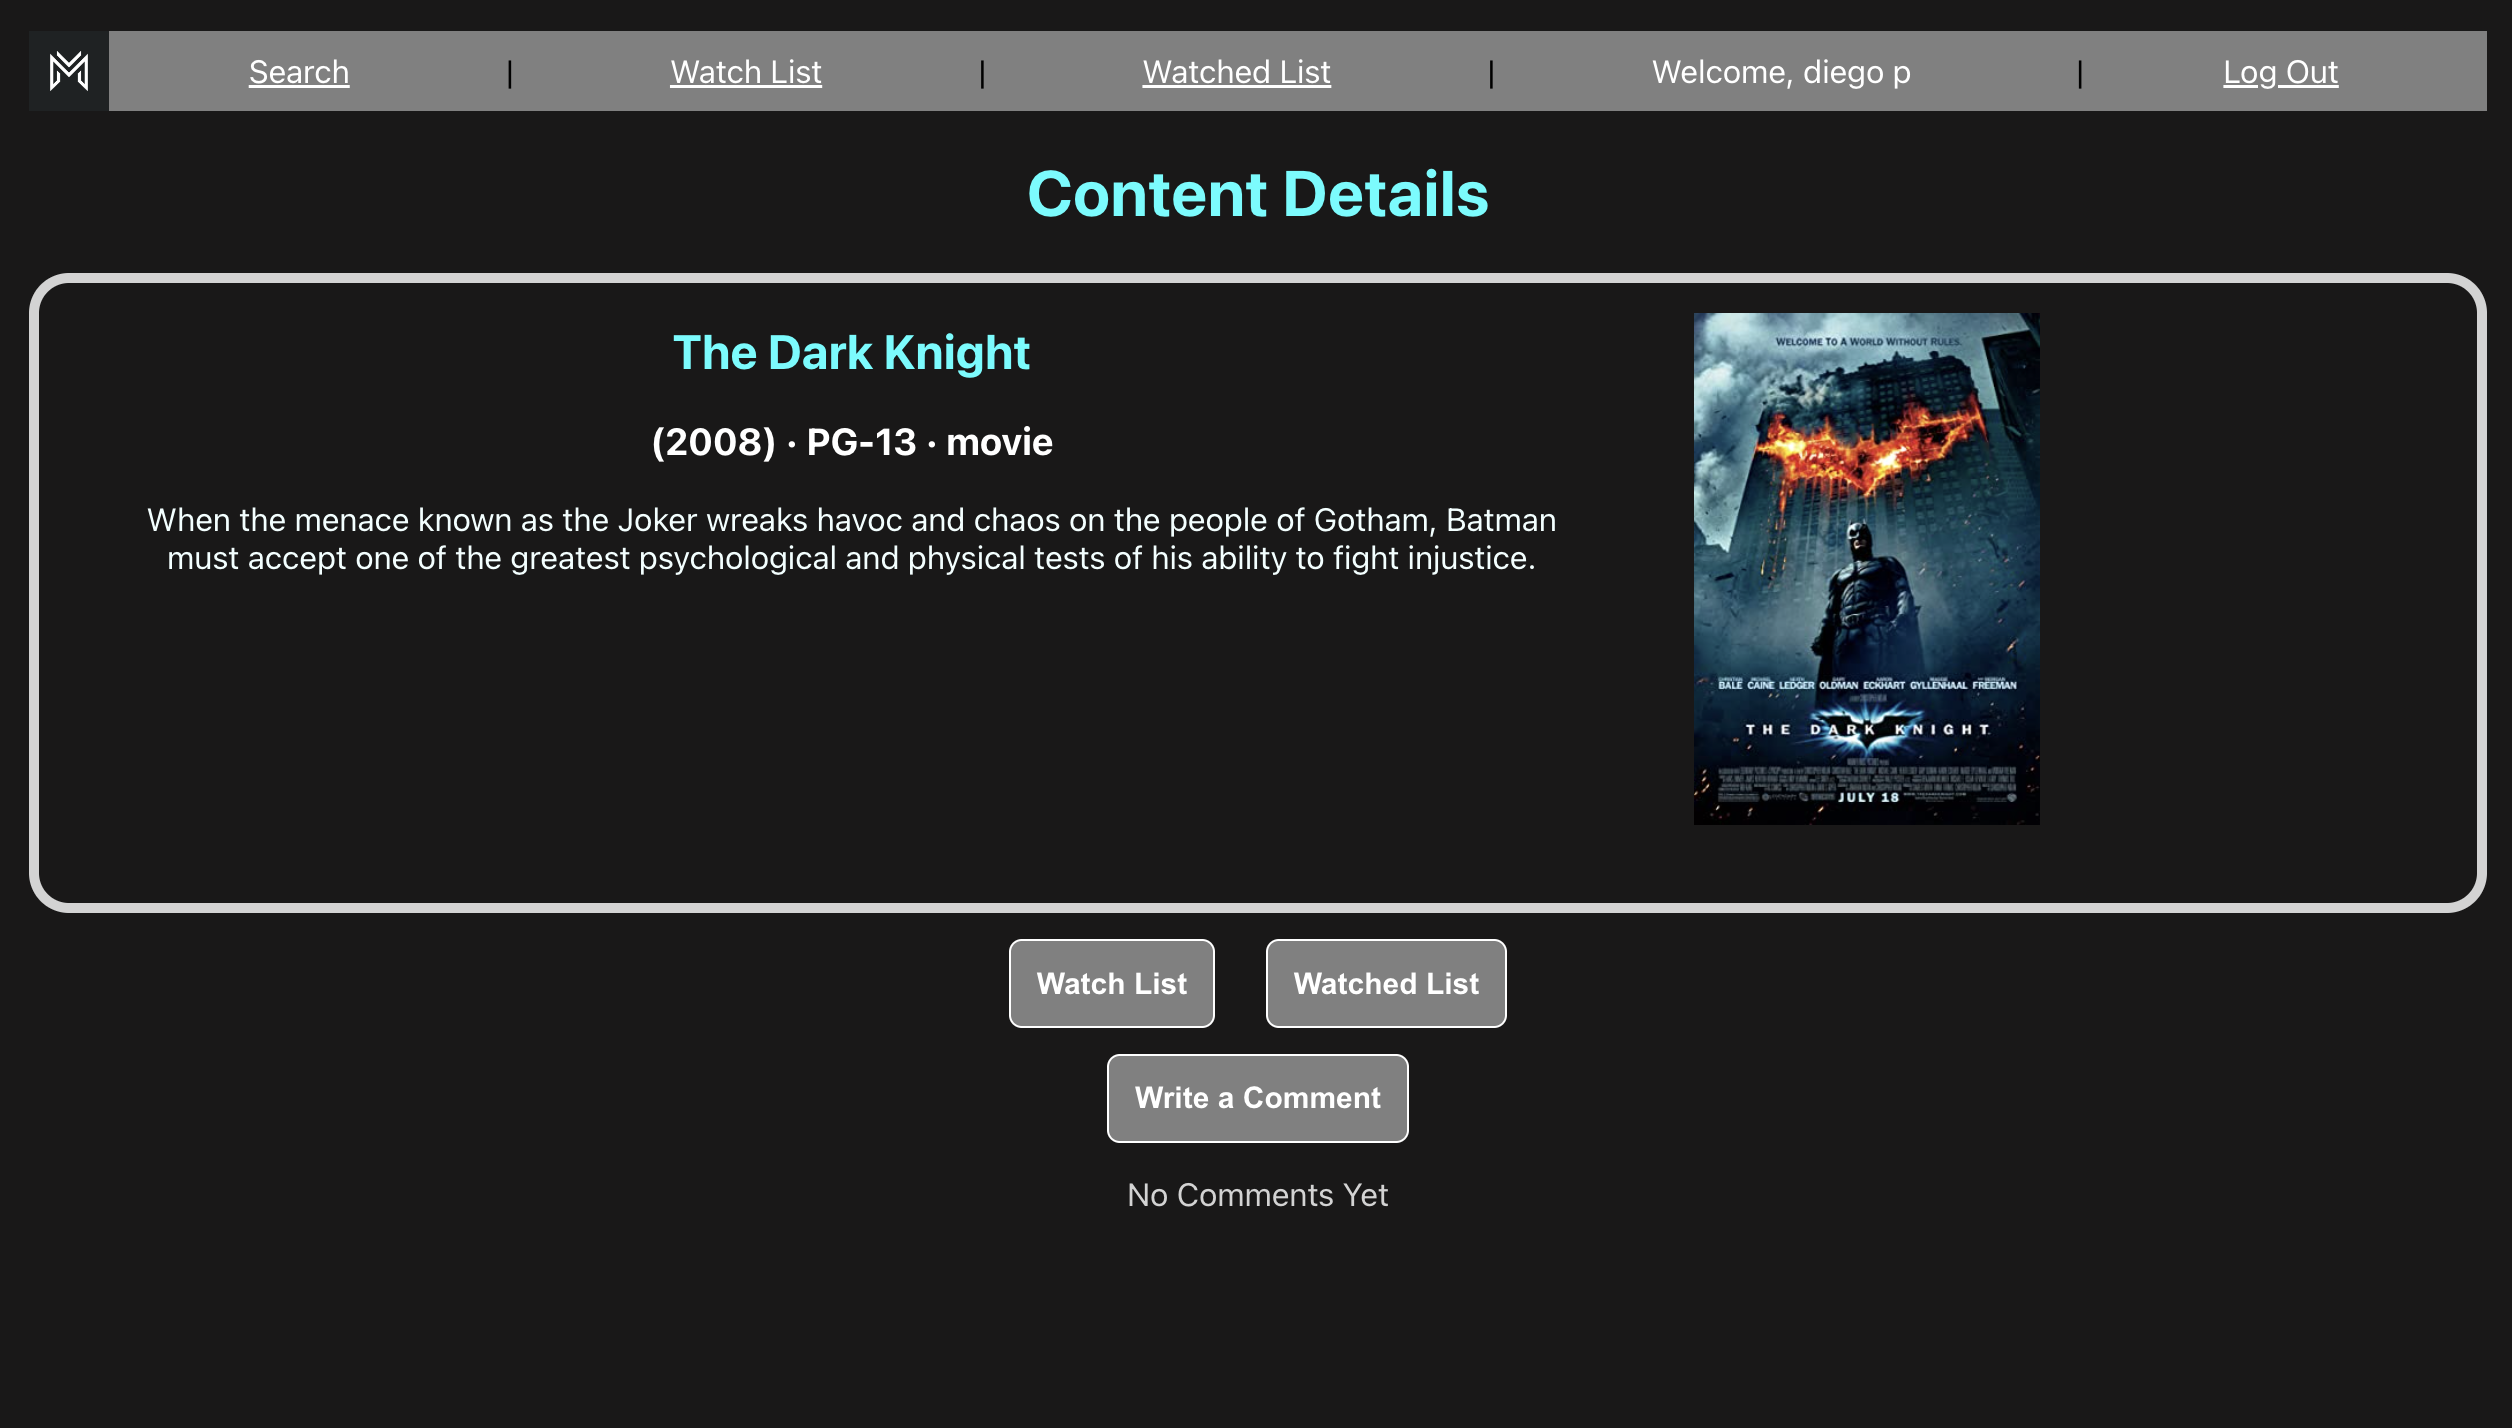 Search | Watch List | Watched List | Welcome, diego p | Log Out
Content Details
The Dark Knight
(2008) · PG-13 · movie
When the menace known as the Joker wreaks havoc and chaos on the people of Gotham, Batman
must accept one of the greatest psychological and physical tests of his ability to fight injustice.
WELCOME TO A WORLD WITHOUT RULES.
BALE CAINE LEDGER OLDMAN ECKHART GYLLENHAAL FREEMAN
THE DARK KNIGHT
JULY 18
Watch List
Watched List
Write a Comment
No Comments Yet